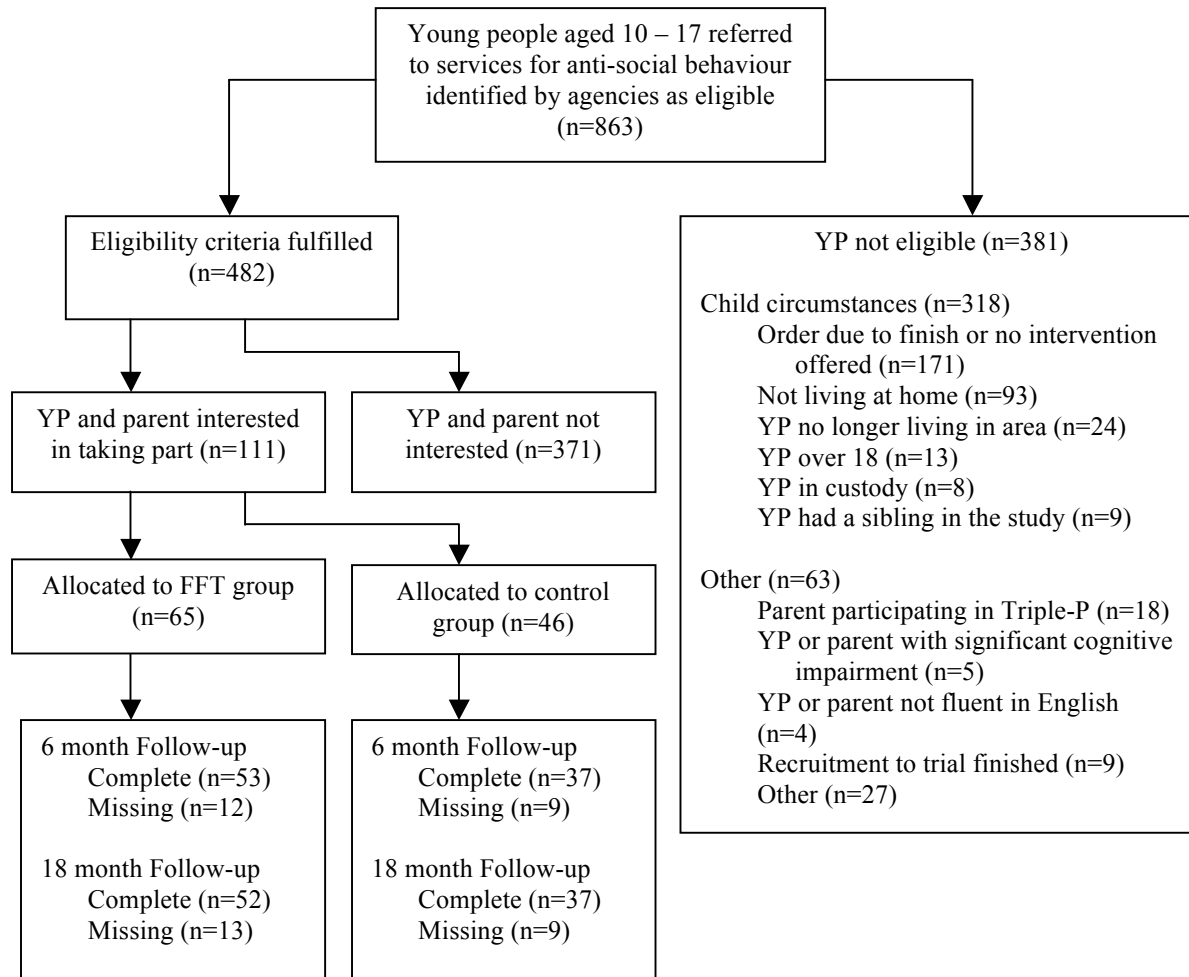 Young people aged 10 – 17 referred
to services for anti-social behaviour
identified by agencies as eligible
(n=863)
Eligibility criteria fulfilled
(n=482)
YP and parent interested
in taking part (n=111)
YP and parent not
interested (n=371)
Allocated to FFT group
(n=65)
Allocated to control
group (n=46)
6 month Follow-up
Complete (n=53)
Missing (n=12)
18 month Follow-up
Complete (n=52)
Missing (n=13)
6 month Follow-up
Complete (n=37)
Missing (n=9)
18 month Follow-up
Complete (n=37)
Missing (n=9)
YP not eligible (n=381)
Child circumstances (n=318)
Order due to finish or no intervention
offered (n=171)
Not living at home (n=93)
YP no longer living in area (n=24)
YP over 18 (n=13)
YP in custody (n=8)
YP had a sibling in the study (n=9)
Other (n=63)
Parent participating in Triple-P (n=18)
YP or parent with significant cognitive
impairment (n=5)
YP or parent not fluent in English
(n=4)
Recruitment to trial finished (n=9)
Other (n=27)